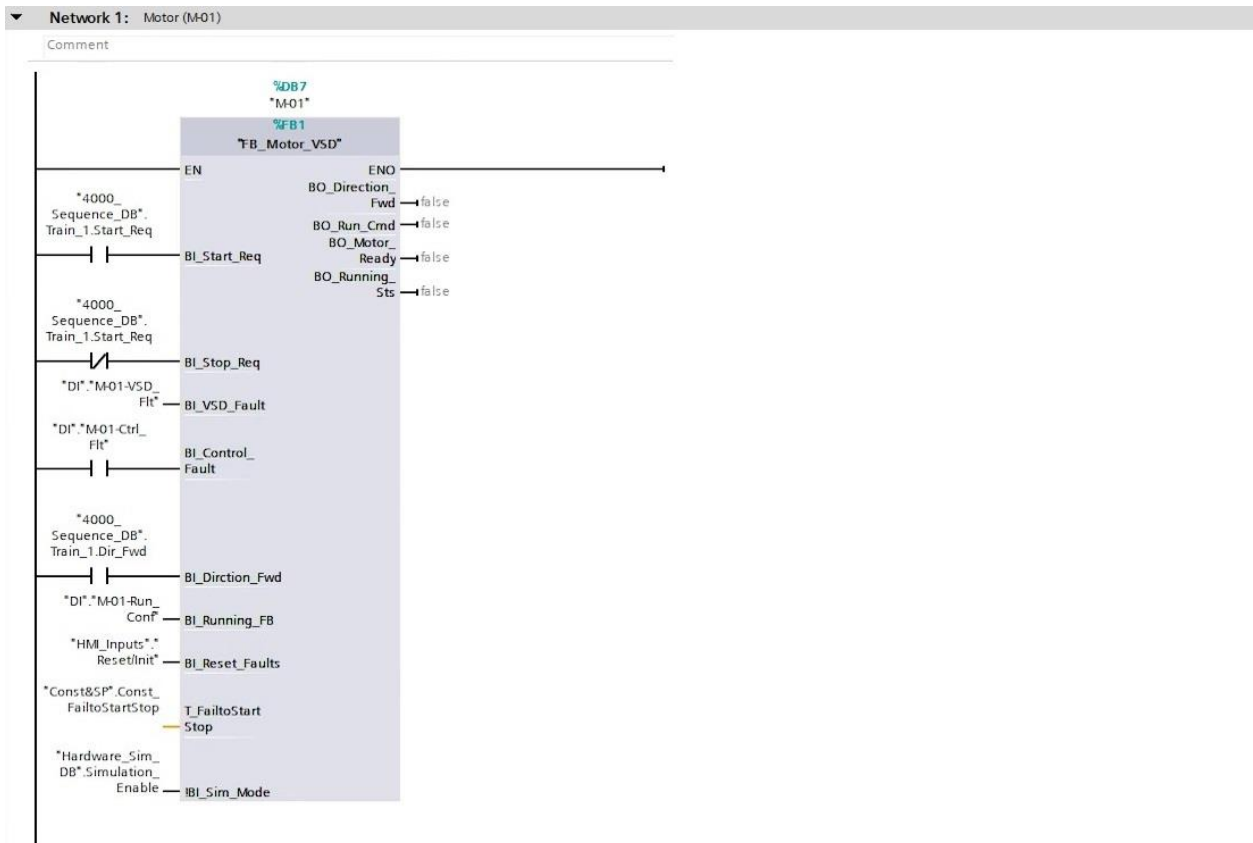 Network 1: Motor (M-01)
Comment
%DB7
"M-01"
%FB1
"FB_Motor_VSD"
EN
ENO
BO_Direction_
Fwd
false
BO_Run_Cmd
false
BO_Motor_
Ready
false
BO_Running_
Sts
false
"4000_
Sequence_DB".
Train_1.Start_Req
BI_Start_Req
"4000_
Sequence_DB".
Train_1.Start_Req
BI_Stop_Req
"DI"."M-01-VSD_
Flt"
BI_VSD_Fault
"DI"."M-01-Ctrl_
Flt"
BI_Control_
Fault
"4000_
Sequence_DB".
Train_1.Dir_Fwd
BI_Dirction_Fwd
"DI"."M-01-Run_
Conf"
BI_Running_FB
"HMI_Inputs"."
Reset/Init"
BI_Reset_Faults
"Const&SP".Const_
FailtoStartStop
T_FailtoStart
Stop
"Hardware_Sim_
DB".Simulation_
Enable
!BI_Sim_Mode